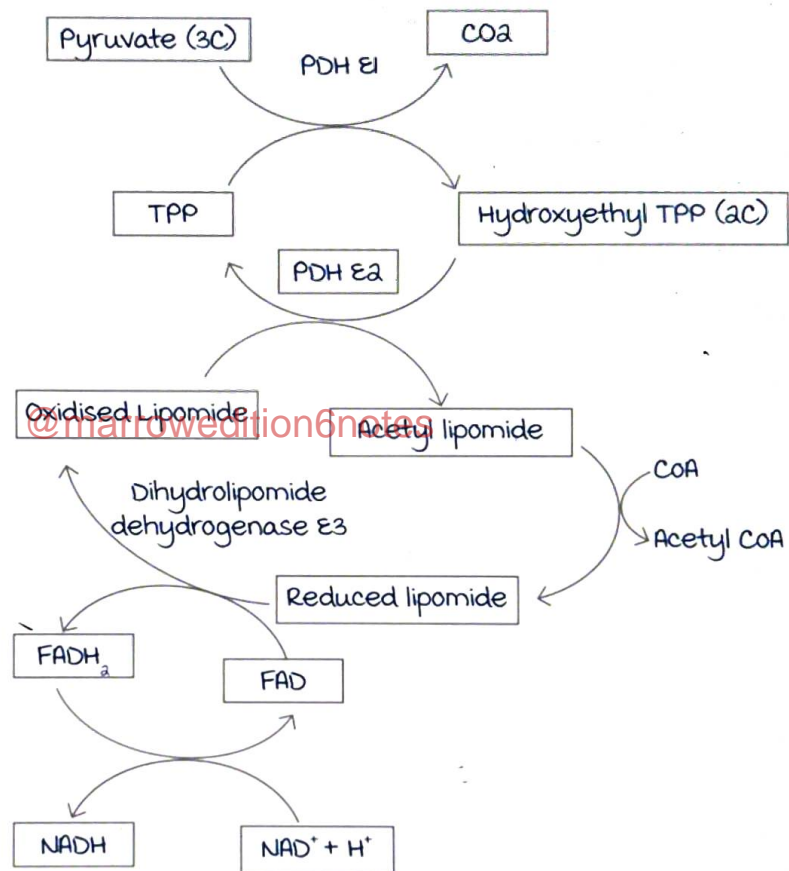 Pyruvate (3C)
CO2
PDH E1
TPP
Hydroxyethyl TPP (2C)
PDH E2
Oxidised Lipomide
@marrowedition6notes
Acetyl lipomide
CoA
Dihydrolipomide
dehydrogenase E3
Acetyl CoA
Reduced lipomide
FADH₂
FAD
NADH
NAD⁺ + H⁺